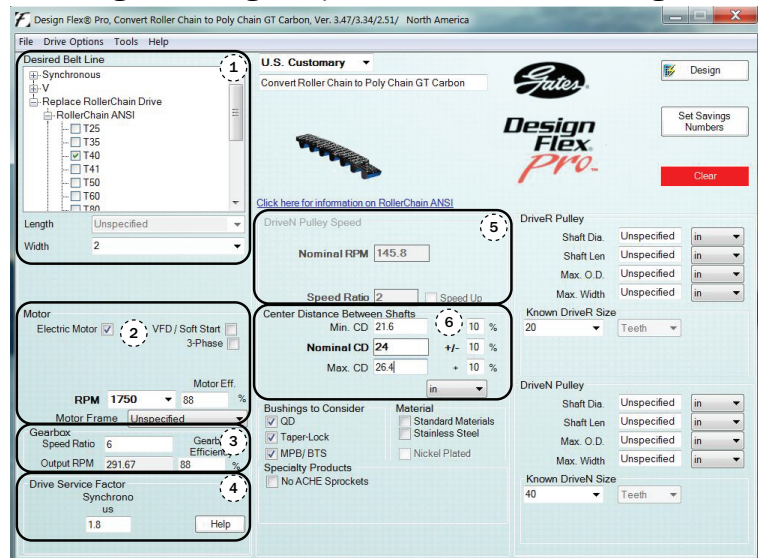 Design Flex® Pro, Convert Roller Chain to Poly Chain GT Carbon, Ver. 3.47/3.34/2.51/ North America
File Drive Options Tools Help
Desired Belt Line
1
Synchronous
V
Replace RollerChain Drive
RollerChain ANSI
T25
T35
T40
T41
T50
T60
T80
Length Unspecified
Width 2
U.S. Customary
Convert Roller Chain to Poly Chain GT Carbon
Click here for information on RollerChain ANSI
Gates
Design
Flex
Pro
Design
Set Savings
Numbers
Clear
Motor
Electric Motor 2 VFD / Soft Start
3-Phase
Motor Eff.
RPM 1750 88 %
Motor Frame Unspecified
Gearbox
3
Speed Ratio 6
Efficiency
Output RPM 291.67 88 %
Drive Service Factor
4
Synchrono
us
1.8 Help
DriveN Pulley Speed
5
Nominal RPM 145.8
Speed Ratio 2 Speed Up
Center Distance Between Shafts
6
Min. CD 21.6 10 %
Nominal CD 24 +/- 10 %
Max. CD 26.4 + 10 %
in
Bushings to Consider
QD
Taper-Lock
MPB/ BTS
Material
Standard Materials
Stainless Steel
Nickel Plated
Specialty Products
No ACHE Sprockets
DriveR Pulley
Shaft Dia. Unspecified in
Shaft Len Unspecified in
Max. O.D. Unspecified in
Max. Width Unspecified in
Known DriveR Size
20 Teeth
DriveN Pulley
Shaft Dia. Unspecified in
Shaft Len Unspecified in
Max. O.D. Unspecified in
Max. Width Unspecified in
Known DriveN Size
40 Teeth